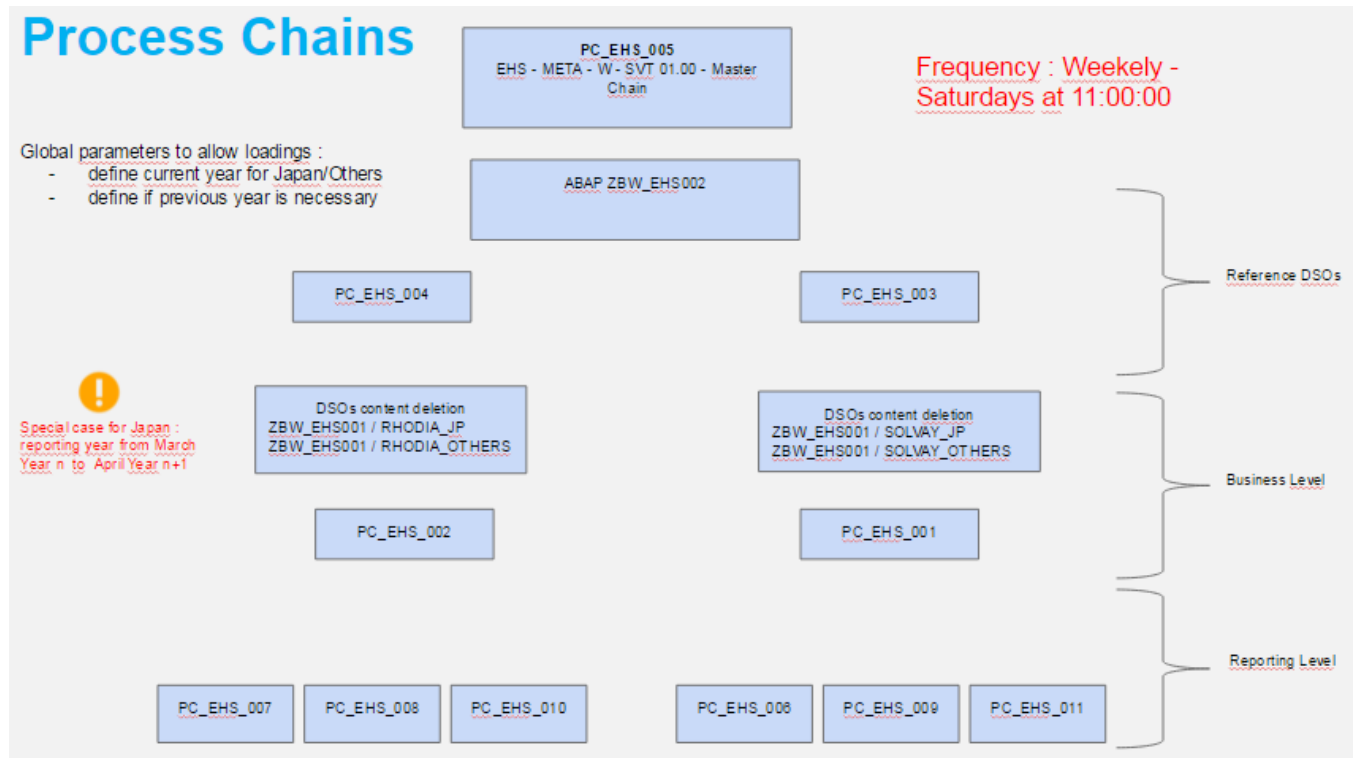 Process Chains
PC_EHS_005
EHS - META - W - SVT 01.00 - Master
Chain
Frequency : Weekely -
Saturdays at 11:00:00
Global parameters to allow loadings :
- define current year for Japan/Others
- define if previous year is necessary
ABAP ZBW_EHS002
Reference DSOs
PC_EHS_004
PC_EHS_003
Special case for Japan :
reporting year from March
Year n to April Year n+1
DSOs content deletion
ZBW_EHS001 / RHODIA_JP
ZBW_EHS001 / RHODIA_OTHERS
DSOs content deletion
ZBW_EHS001 / SOLVAY_JP
ZBW_EHS001 / SOLVAY_OTHERS
Business Level
PC_EHS_002
PC_EHS_001
Reporting Level
PC_EHS_007
PC_EHS_008
PC_EHS_010
PC_EHS_006
PC_EHS_009
PC_EHS_011